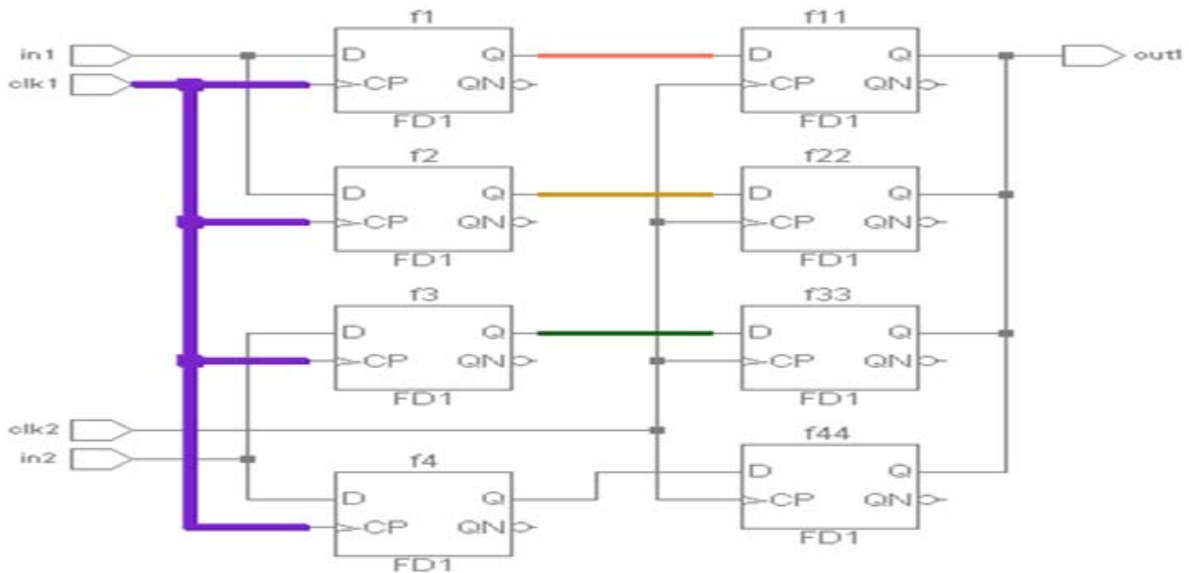 f1 f11
in1 D Q D Q out1
clk1 CP QN CP QN
FD1 FD1
f2 f22
D Q D Q
CP QN CP QN
FD1 FD1
f3 f33
D Q D Q
CP QN CP QN
FD1 FD1
clk2 f44
in2 f4 D Q
D Q CP QN
CP QN FD1
FD1